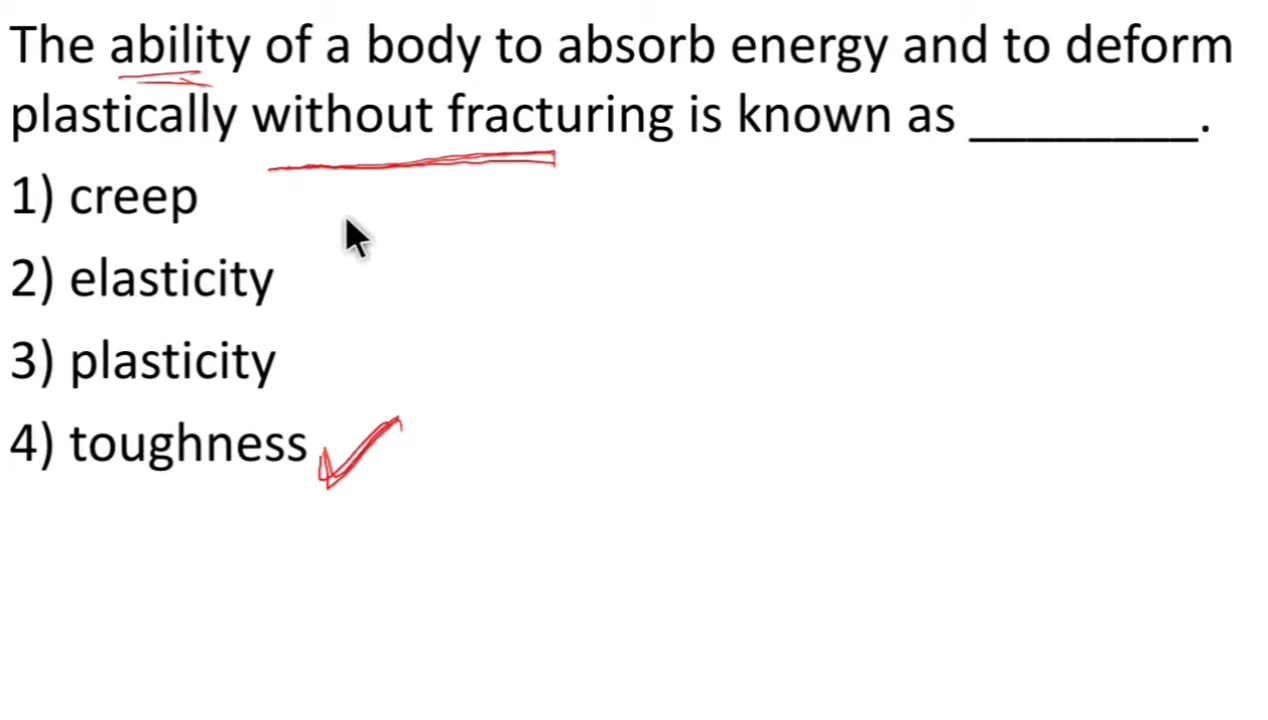 The ability of a body to absorb energy and to deform
plastically without fracturing is known as ________.
1) creep
2) elasticity
3) plasticity
4) toughness